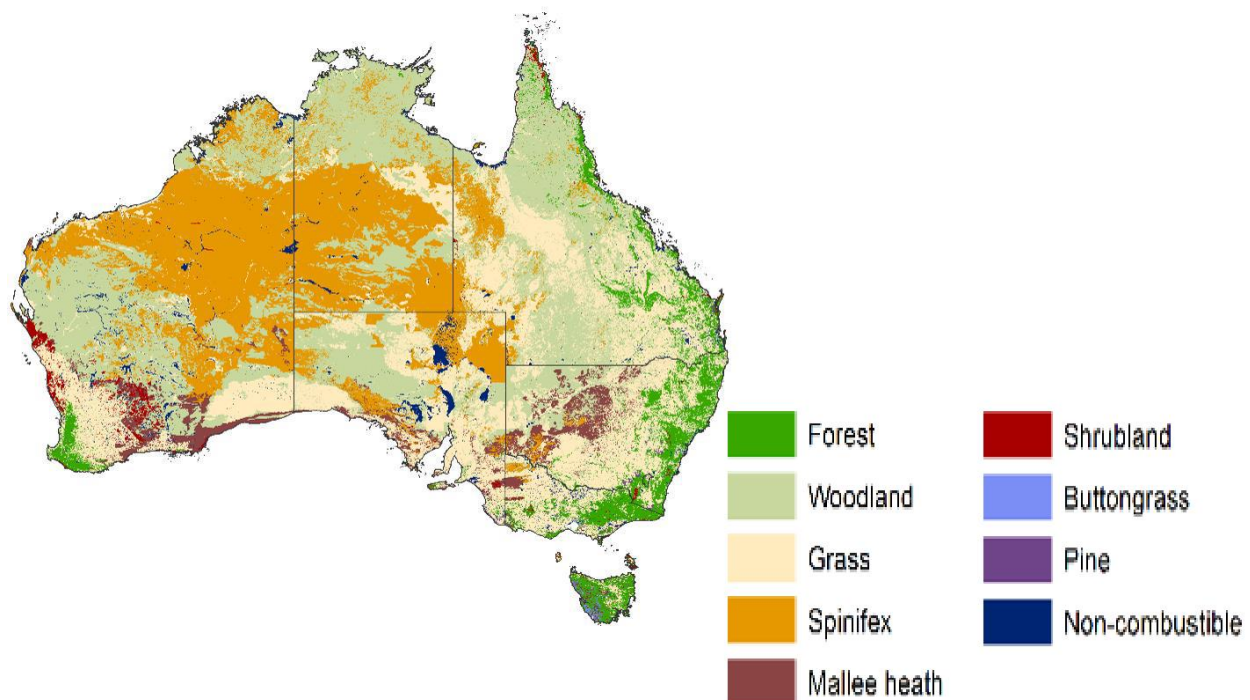 Forest
Woodland
Grass
Spinifex
Mallee heath
Shrubland
Buttongrass
Pine
Non-combustible